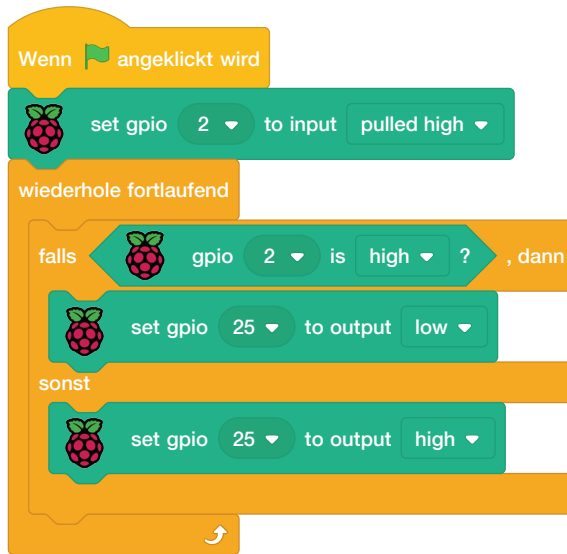 Wenn angeklickt wird
set gpio 2 to input pulled high
wiederhole fortlaufend
falls gpio 2 is high ? , dann
set gpio 25 to output low
sonst
set gpio 25 to output high